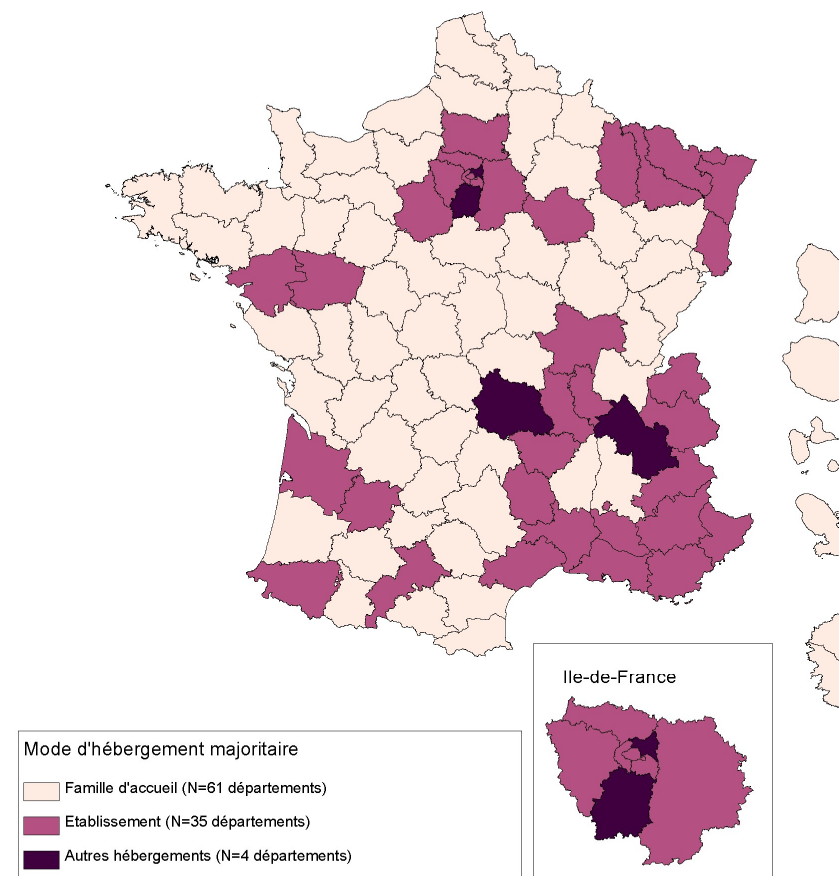 Ile-de-France
Mode d'hébergement majoritaire
Famille d'accueil (N=61 départements)
Etablissement (N=35 départements)
Autres hébergements (N=4 départements)